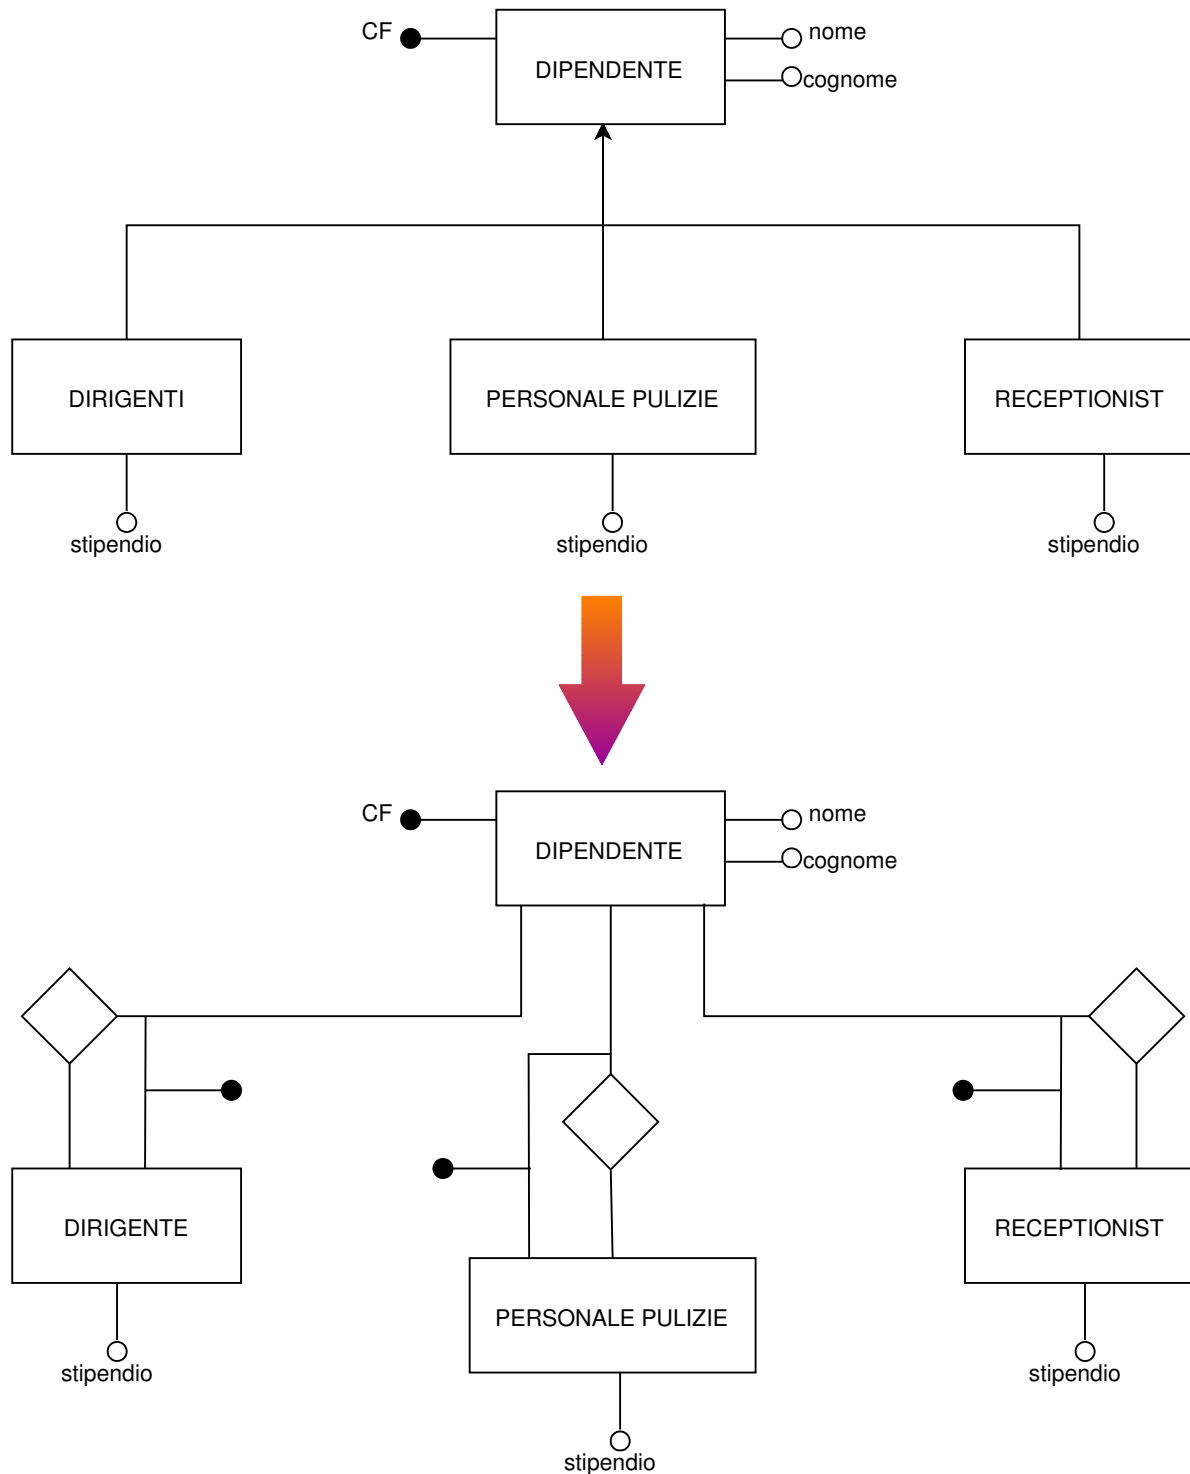 CF
nome
DIPENDENTE
cognome
DIRIGENTI
PERSONALE PULIZIE
RECEPTIONIST
stipendio
stipendio
stipendio
CF
nome
DIPENDENTE
cognome
DIRIGENTE
RECEPTIONIST
PERSONALE PULIZIE
stipendio
stipendio
stipendio